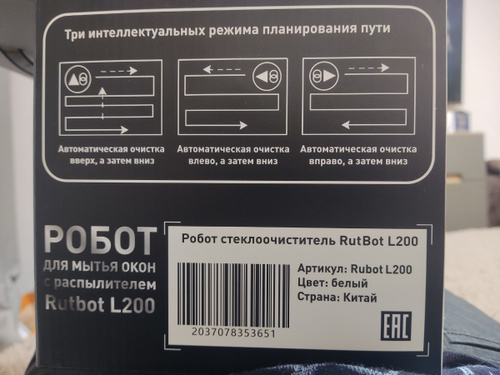 Три интеллектуальных режима планирования пути
Автоматическая очистка
вверх, а затем вниз
Автоматическая очистка
влево, а затем вниз
Автоматическая очистка
вправо, а затем вниз
РОБОТ
ДЛЯ МЫТЬЯ ОКОН
с распылителем
Rutbot L200
Робот стеклоочиститель RutBot L200
2037078353651
Артикул: Rubot L200
Цвет: белый
Страна: Китай
EAC